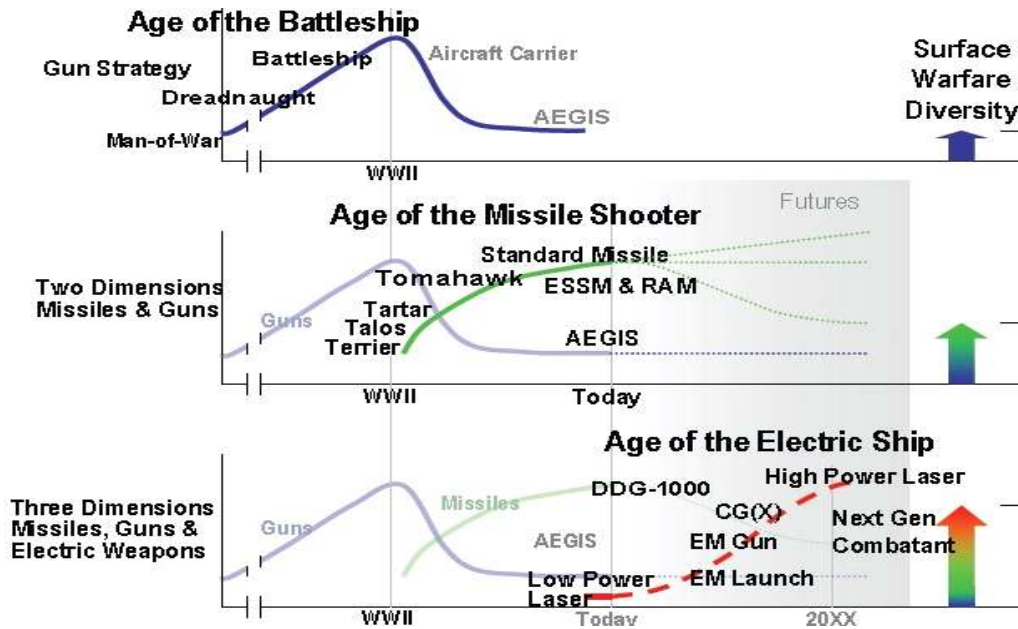 Age of the Battleship
Gun Strategy
Battleship
Aircraft Carrier
Surface
Warfare
Diversity
Dreadnaught
Man-of-War
AEGIS
WWII
Futures
Age of the Missile Shooter
Standard Missile
Tomahawk
ESSM & RAM
Two Dimensions
Missiles & Guns
Guns
Tartar
Talos
Terrier
AEGIS
WWII
Today
Age of the Electric Ship
High Power Laser
Missiles
DDG-1000
Three Dimensions
Missiles, Guns &
Electric Weapons
Guns
CG(X)
Next Gen
Combatant
AEGIS
EM Gun
Low Power
Laser
EM Launch
WWII
Today
20XX